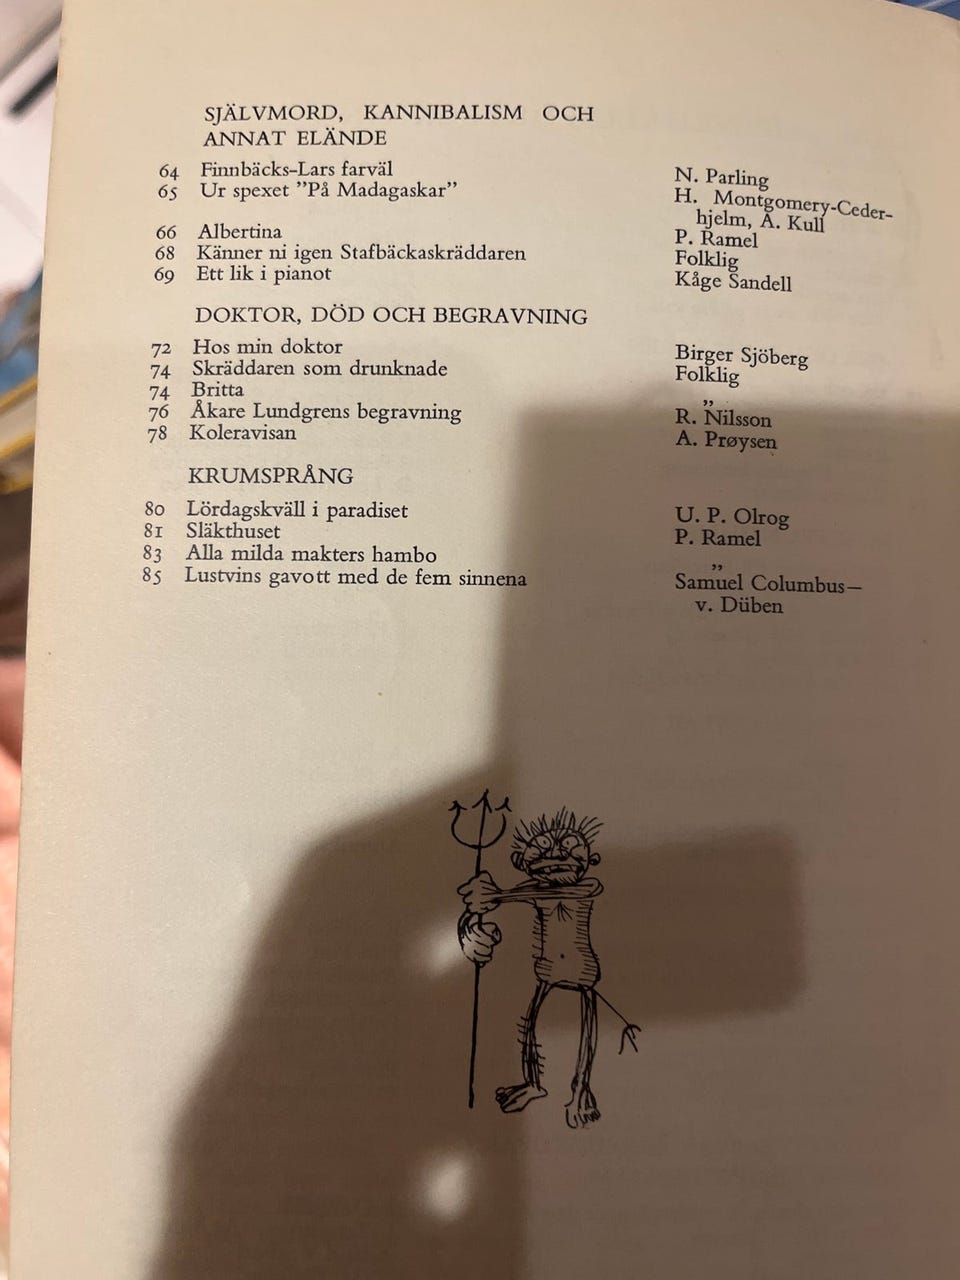 SJÄLVMORD, KANNIBALISM OCH
ANNAT ELÄNDE
64 Finnbäcks-Lars farväl N. Parling
65 Ur spexet ”På Madagaskar” H. Montgomery-Ceder-
hjelm, A. Kull
66 Albertina P. Ramel
68 Känner ni igen Stafbäckaskräddaren Folklig
69 Ett lik i pianot Kåge Sandell
DOKTOR, DÖD OCH BEGRAVNING
72 Hos min doktor Birger Sjöberg
74 Skräddaren som drunknade Folklig
74 Britta ”
76 Åkare Lundgrens begravning R. Nilsson
78 Koleravisan A. Prøysen
KRUMSPRÅNG
80 Lördagskväll i paradiset U. P. Olrog
81 Släkthuset P. Ramel
83 Alla milda makters hambo ”
85 Lustvins gavott med de fem sinnena Samuel Columbus—
v. Düben